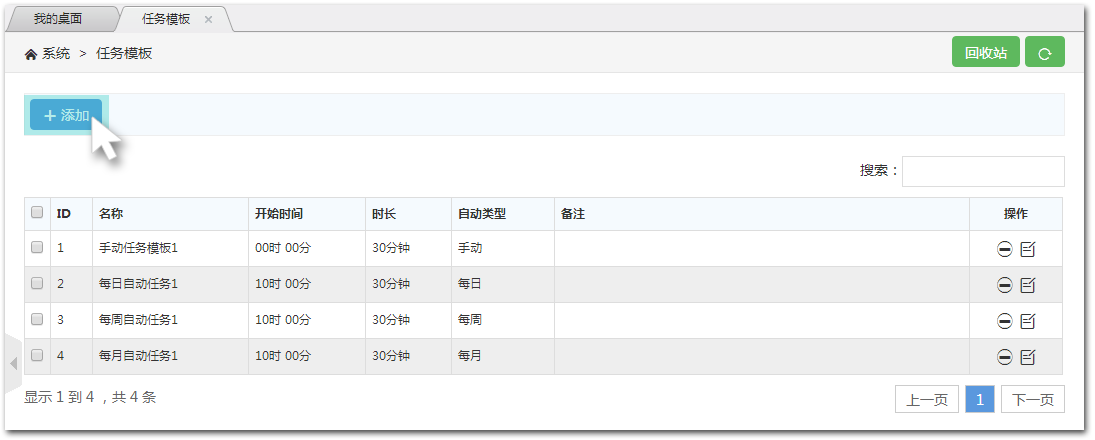 我的桌面 任务模板 ×
系统 > 任务模板 回收站
+ 添加
搜索：
ID 名称 开始时间 时长 自动类型 备注 操作
1 手动任务模板1 00时 00分 30分钟 手动
2 每日自动任务1 10时 00分 30分钟 每日
3 每周自动任务1 10时 00分 30分钟 每周
4 每月自动任务1 10时 00分 30分钟 每月
显示 1 到 4 ，共 4 条 上一页 1 下一页